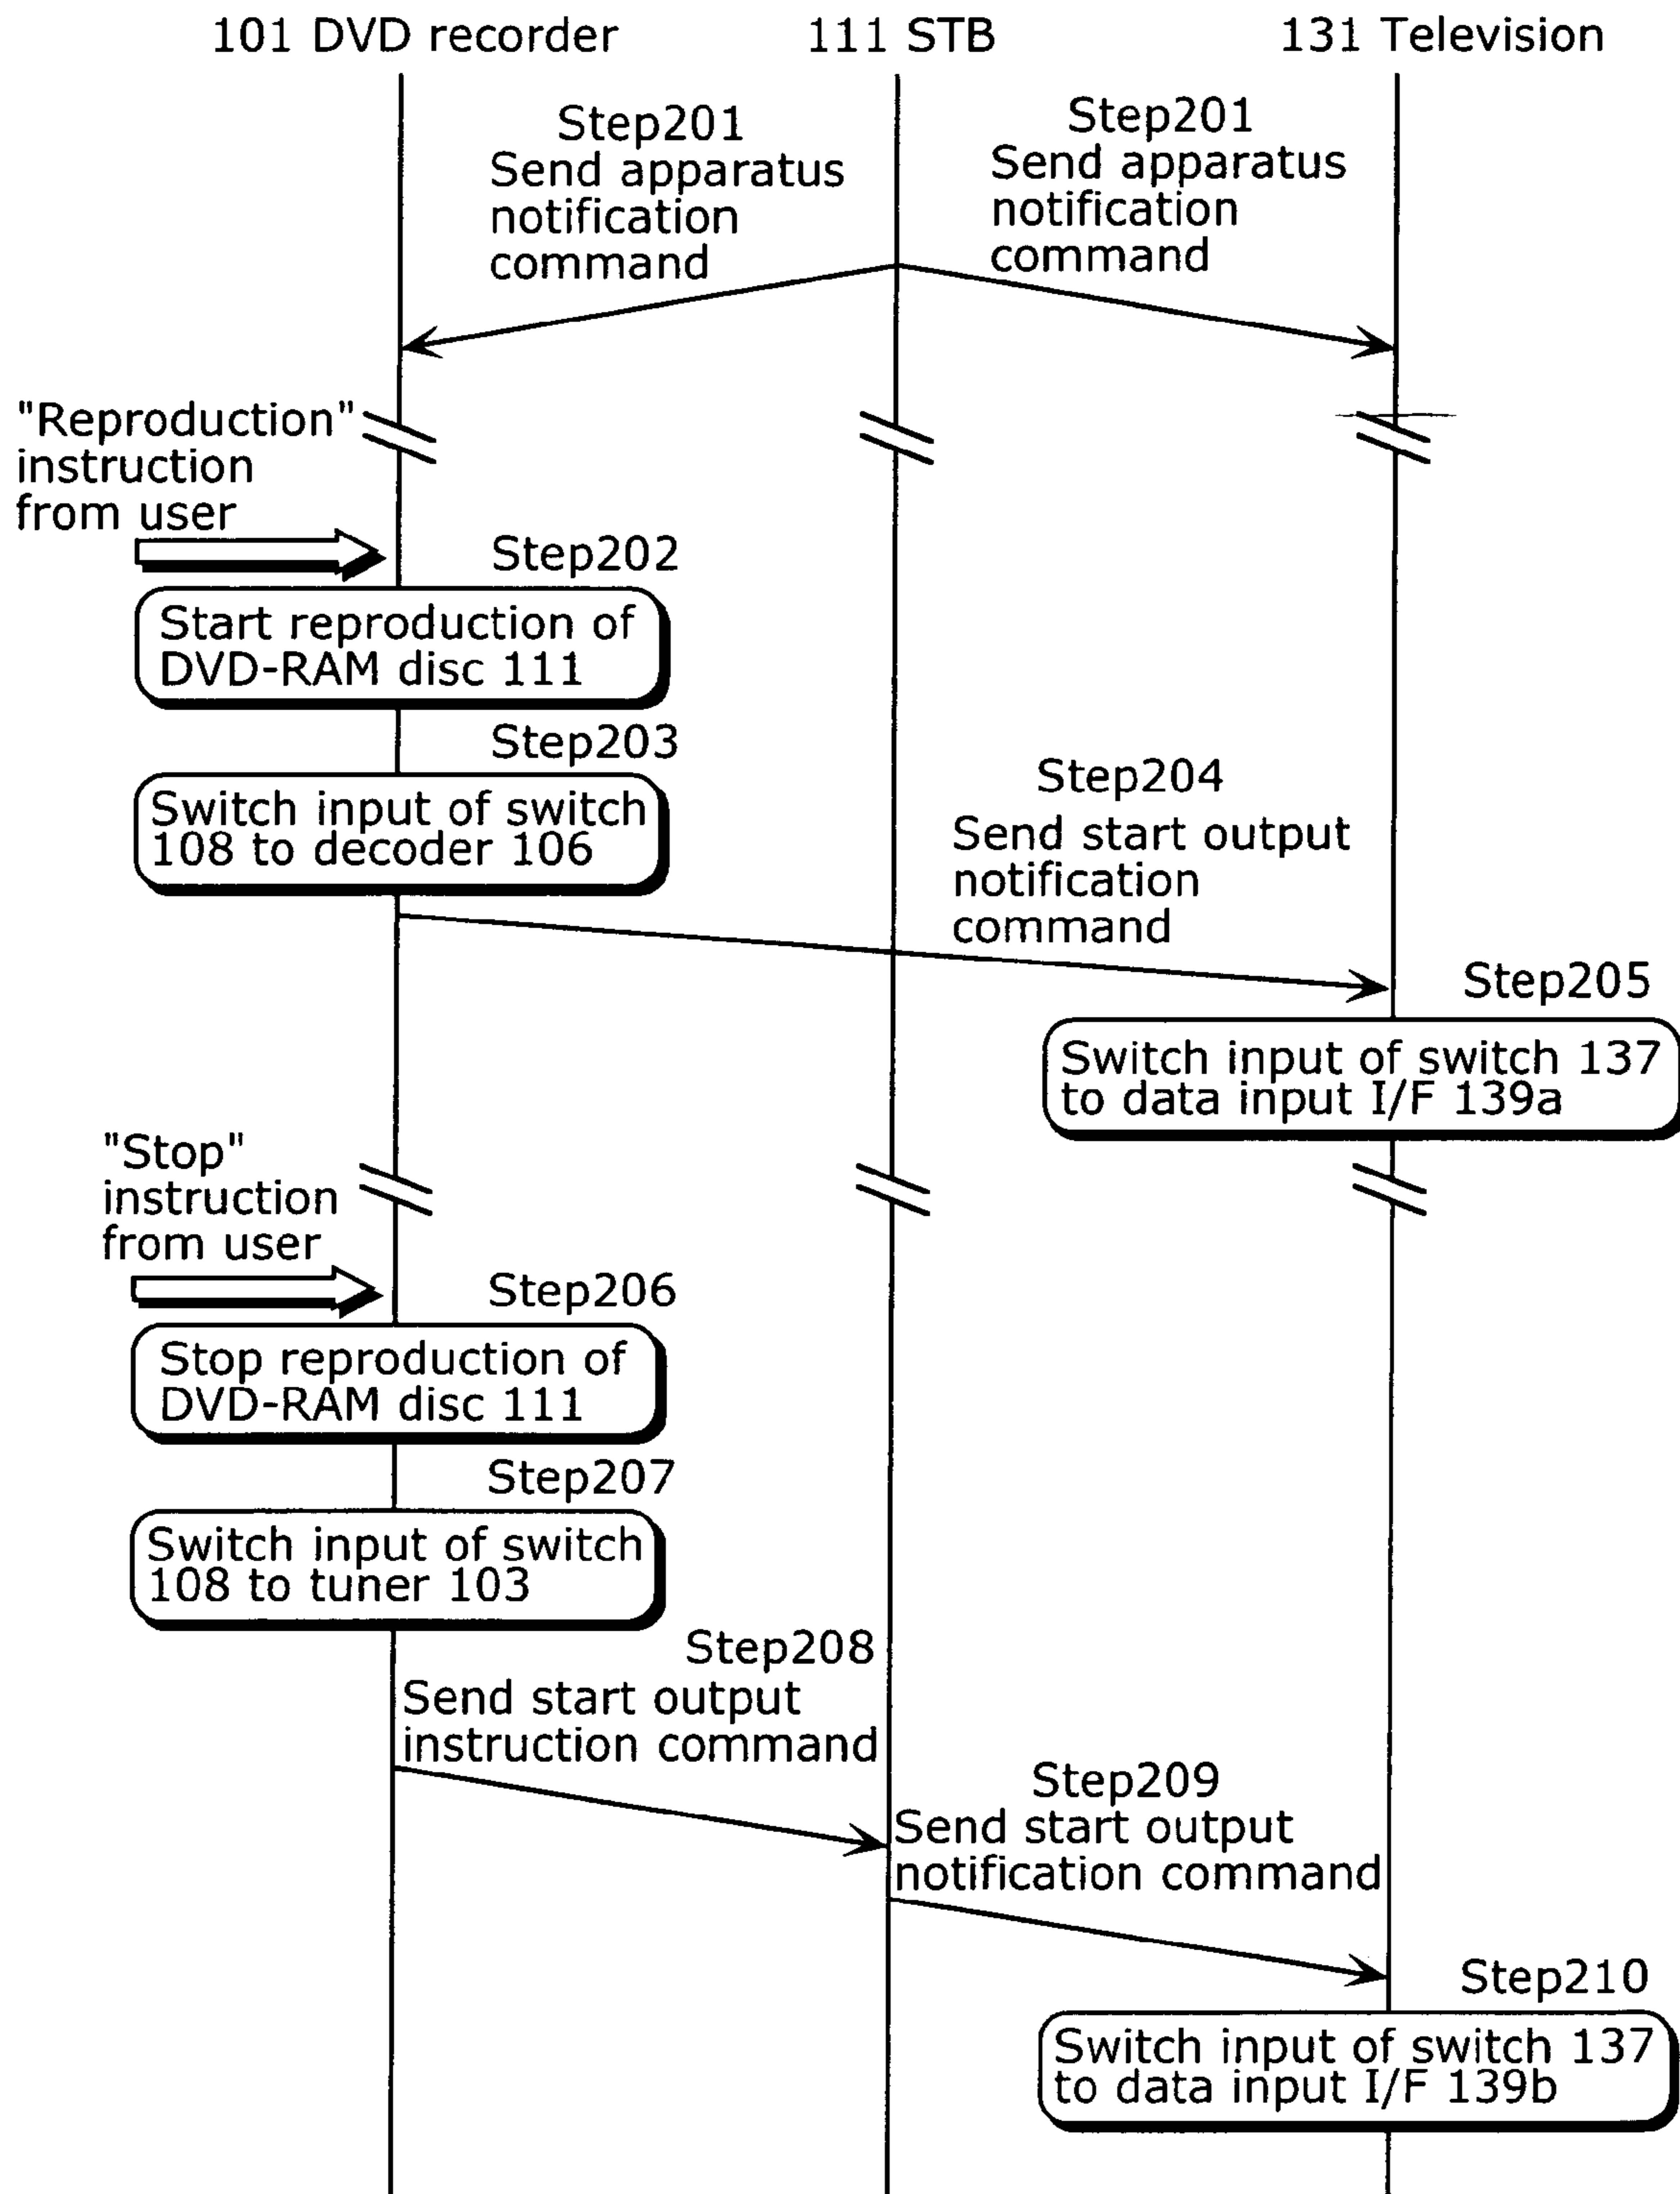 101 DVD recorder
111 STB
131 Television
Step201
Send apparatus
notification
command
Step201
Send apparatus
notification
command
"Reproduction"
instruction
from user
Step202
Start reproduction of
DVD-RAM disc 111
Step203
Switch input of switch
108 to decoder 106
Step204
Send start output
notification
command
Step205
Switch input of switch 137
to data input I/F 139a
"Stop"
instruction
from user
Step206
Stop reproduction of
DVD-RAM disc 111
Step207
Switch input of switch
108 to tuner 103
Step208
Send start output
instruction command
Step209
Send start output
notification command
Step210
Switch input of switch 137
to data input I/F 139b